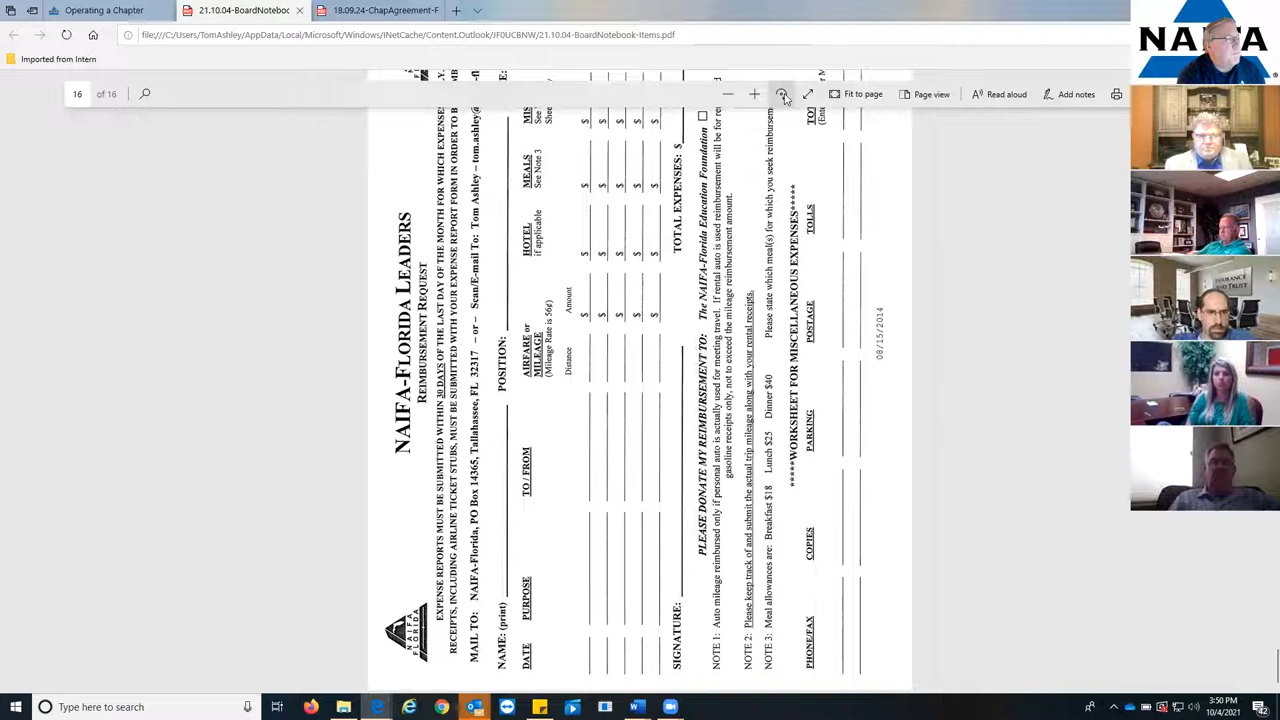 Operating a Chapter
21.10.04-BoardNotebook
18.09.24-ChapAgreement-F
file:///C:/Users/TomAshley/AppData/Local/Microsoft/Windows/INetCache/Content.Outlook/JF0UCBNW/21.10.04-BoardNotebook-Items.pdf
Imported from Intern
16 of 16
Fit to page
Page view
Read aloud
Add notes
NAIFA
INSURANCE
AND TRUST
NAIFA
FLORIDA
NAIFA-FLORIDA LEADERS
REIMBURSEMENT REQUEST
EXPENSE REPORTS MUST BE SUBMITTED WITHIN 30 DAYS OF THE LAST DAY OF THE MONTH FOR WHICH EXPENSE
RECEIPTS, INCLUDING AIRLINE TICKET STUBS, MUST BE SUBMITTED WITH YOUR EXPENSE REPORT FORM IN ORDER TO B
MAIL TO: NAIFA-Florida, PO Box 14365, Tallahassee, FL 32317 – or – Sean/E-mail To: Tom Ashley – tom.ashley@
NAME: (print) POSITION:
DATE PURPOSE TO / FROM AIRFARE or HOTEL MEALS
MILEAGE if applicable See Note 3
(Mileage Rate is 56¢)
Distance Amount
$ $ $ $
$ $ $ $
$ $ $ $
$ $ $ $
$ $ $ $
SIGNATURE: TOTAL EXPENSES: $
PLEASE DONATE MY REIMBURSEMENT TO: The NAIFA-Florida Education Foundation
NOTE 1: Auto mileage reimbursed only if personal auto is actually used for meeting travel. If rental auto is used reimbursement will be for
gasoline receipts only, not to exceed the mileage reimbursement amount.
NOTE 2: Please keep track of and submit the actual trip mileage along with your rental receipts.
NOTE 3: Meal allowances are: Breakfast $18 Lunch $25 Dinner $40 Please state which meal(s) for which you seek reimbursem
*****WORKSHEET FOR MISCELLANEOUS EXPENSES*****
PHONE/FAX COPIES PARKING POSTAGE TOLLS
08/15/2014
Type here to search
3:50 PM
10/4/2021
42